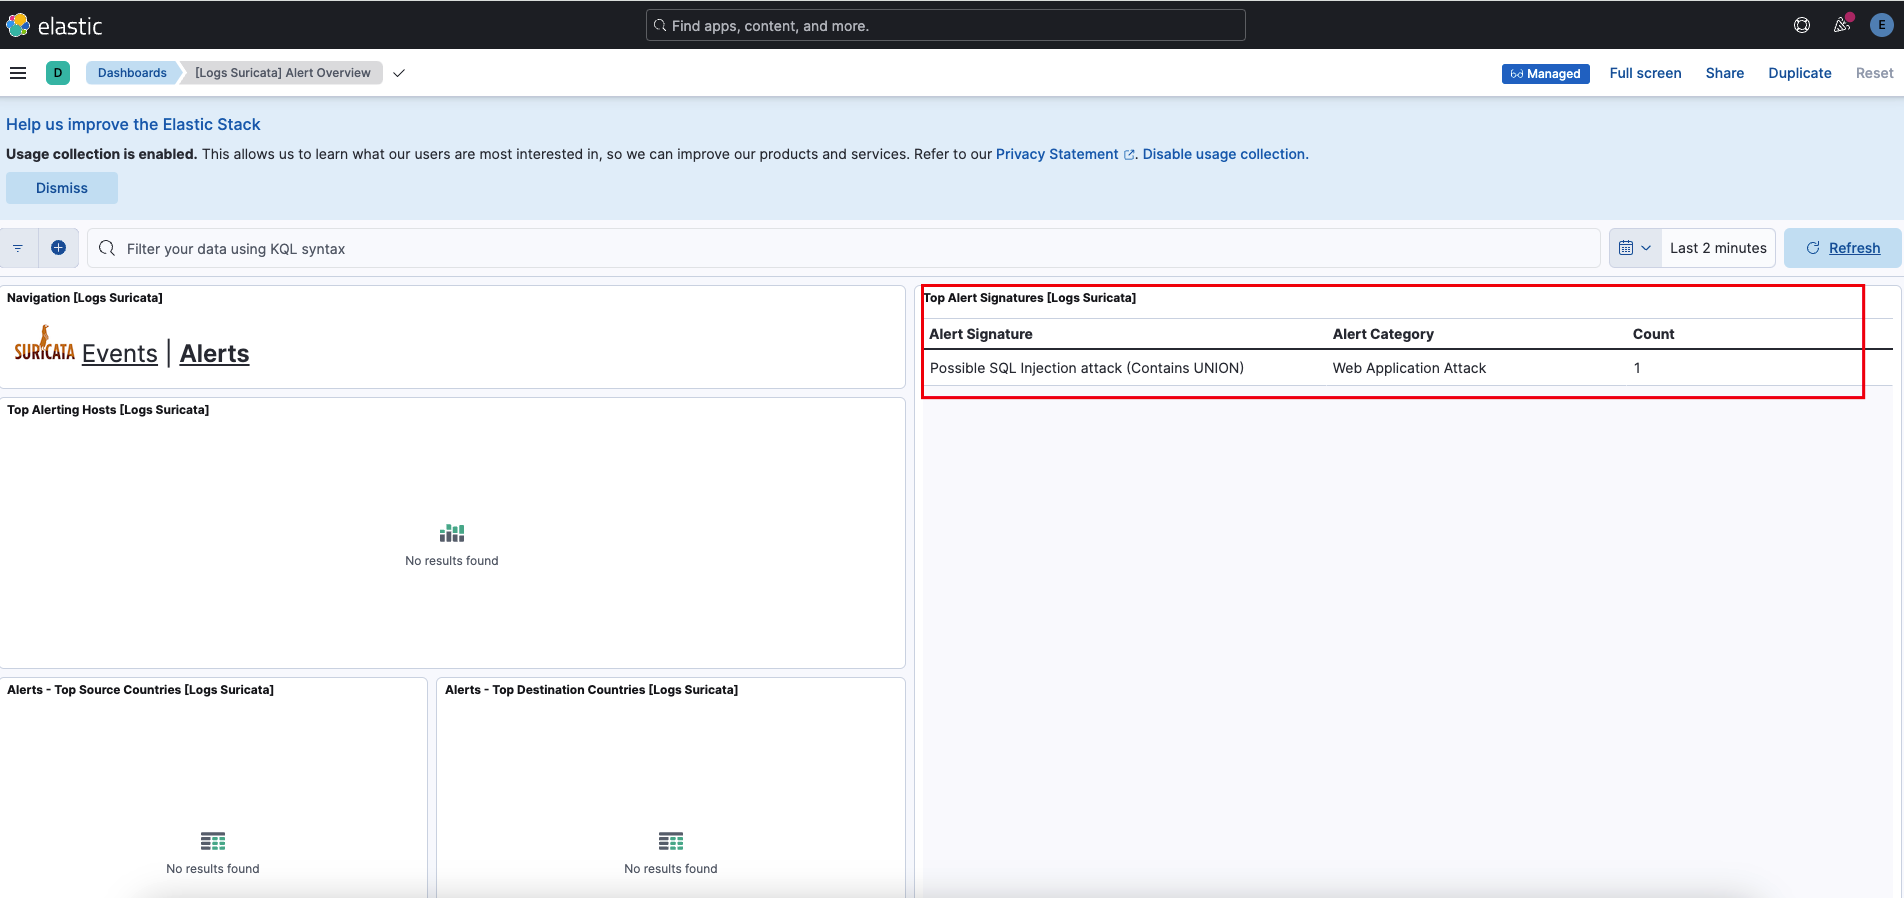 elastic
Find apps, content, and more.
E
D
Dashboards
[Logs Suricata] Alert Overview
Managed
Full screen
Share
Duplicate
Reset
Help us improve the Elastic Stack
Usage collection is enabled. This allows us to learn what our users are most interested in, so we can improve our products and services. Refer to our Privacy Statement. Disable usage collection.
Dismiss
Filter your data using KQL syntax
Last 2 minutes
Refresh
Navigation [Logs Suricata]
SURICATA
Events | Alerts
Top Alerting Hosts [Logs Suricata]
No results found
Alerts - Top Source Countries [Logs Suricata]
No results found
Alerts - Top Destination Countries [Logs Suricata]
No results found
Top Alert Signatures [Logs Suricata]
Alert Signature Alert Category Count
Possible SQL Injection attack (Contains UNION) Web Application Attack 1